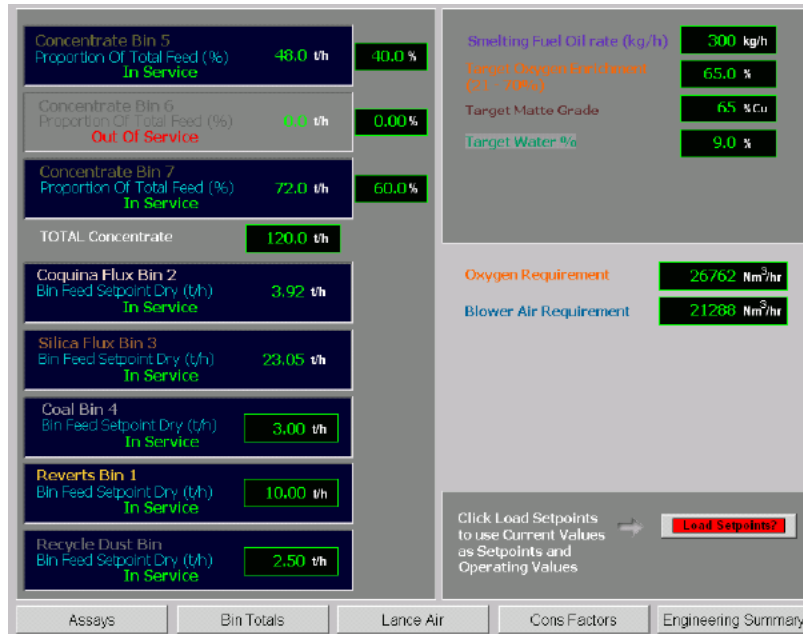 Concentrate Bin 5
Proportion Of Total Feed (%) 48.0 t/h 40.0 %
In Service
Concentrate Bin 6
Proportion Of Total Feed (%) 0.0 t/h 0.00 %
Out Of Service
Concentrate Bin 7
Proportion Of Total Feed (%) 72.0 t/h 60.0 %
In Service
TOTAL Concentrate 120.0 t/h
Coquina Flux Bin 2
Bin Feed Setpoint Dry (t/h) 3.92 t/h
In Service
Silica Flux Bin 3
Bin Feed Setpoint Dry (t/h) 23.05 t/h
In Service
Coal Bin 4
Bin Feed Setpoint Dry (t/h) 3.00 t/h
In Service
Reverts Bin 1
Bin Feed Setpoint Dry (t/h) 10.00 t/h
In Service
Recycle Dust Bin
Bin Feed Setpoint Dry (t/h) 2.50 t/h
In Service
Smelting Fuel Oil rate (kg/h) 300 kg/h
Target Oxygen Enrichment 65.0 %
(21 - 70%)
Target Matte Grade 65 %Cu
Target Water % 9.0 %
Oxygen Requirement 26762 Nm³/hr
Blower Air Requirement 21288 Nm³/hr
Click Load Setpoints
to use Current Values
as Setpoints and
Operating Values
Load Setpoints?
Assays Bin Totals Lance Air Cons Factors Engineering Summary